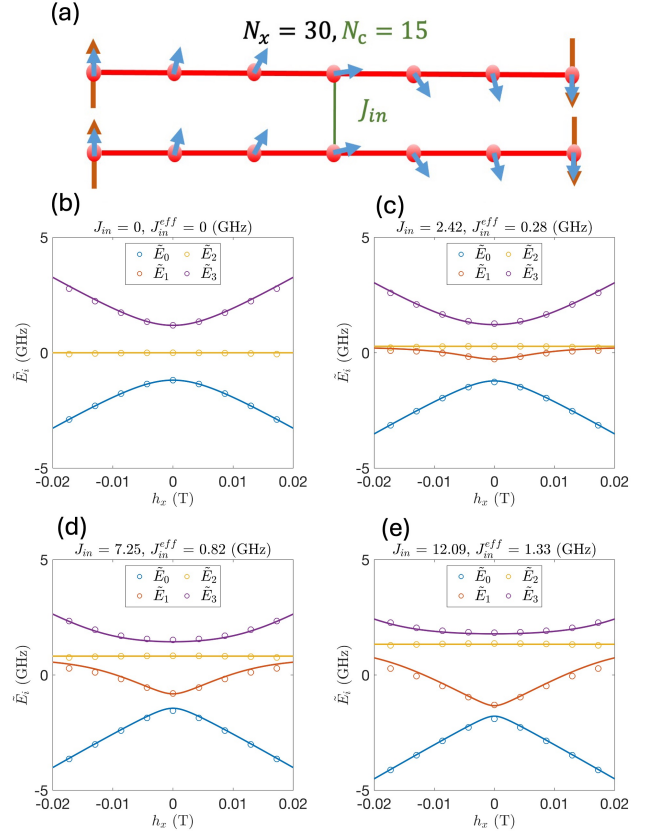 (a)
N_x = 30, N_c = 15
J_in
(b)
J_in = 0, J_in^eff = 0 (GHz)
5
0
-5
Ẽ_i (GHz)
Ẽ_0 Ẽ_2
Ẽ_1 Ẽ_3
-0.02 -0.01 0 0.01 0.02
h_x (T)
(c)
J_in = 2.42, J_in^eff = 0.28 (GHz)
5
0
-5
Ẽ_i (GHz)
Ẽ_0 Ẽ_2
Ẽ_1 Ẽ_3
-0.02 -0.01 0 0.01 0.02
h_x (T)
(d)
J_in = 7.25, J_in^eff = 0.82 (GHz)
5
0
-5
Ẽ_i (GHz)
Ẽ_0 Ẽ_2
Ẽ_1 Ẽ_3
-0.02 -0.01 0 0.01 0.02
h_x (T)
(e)
J_in = 12.09, J_in^eff = 1.33 (GHz)
5
0
-5
Ẽ_i (GHz)
Ẽ_0 Ẽ_2
Ẽ_1 Ẽ_3
-0.02 -0.01 0 0.01 0.02
h_x (T)